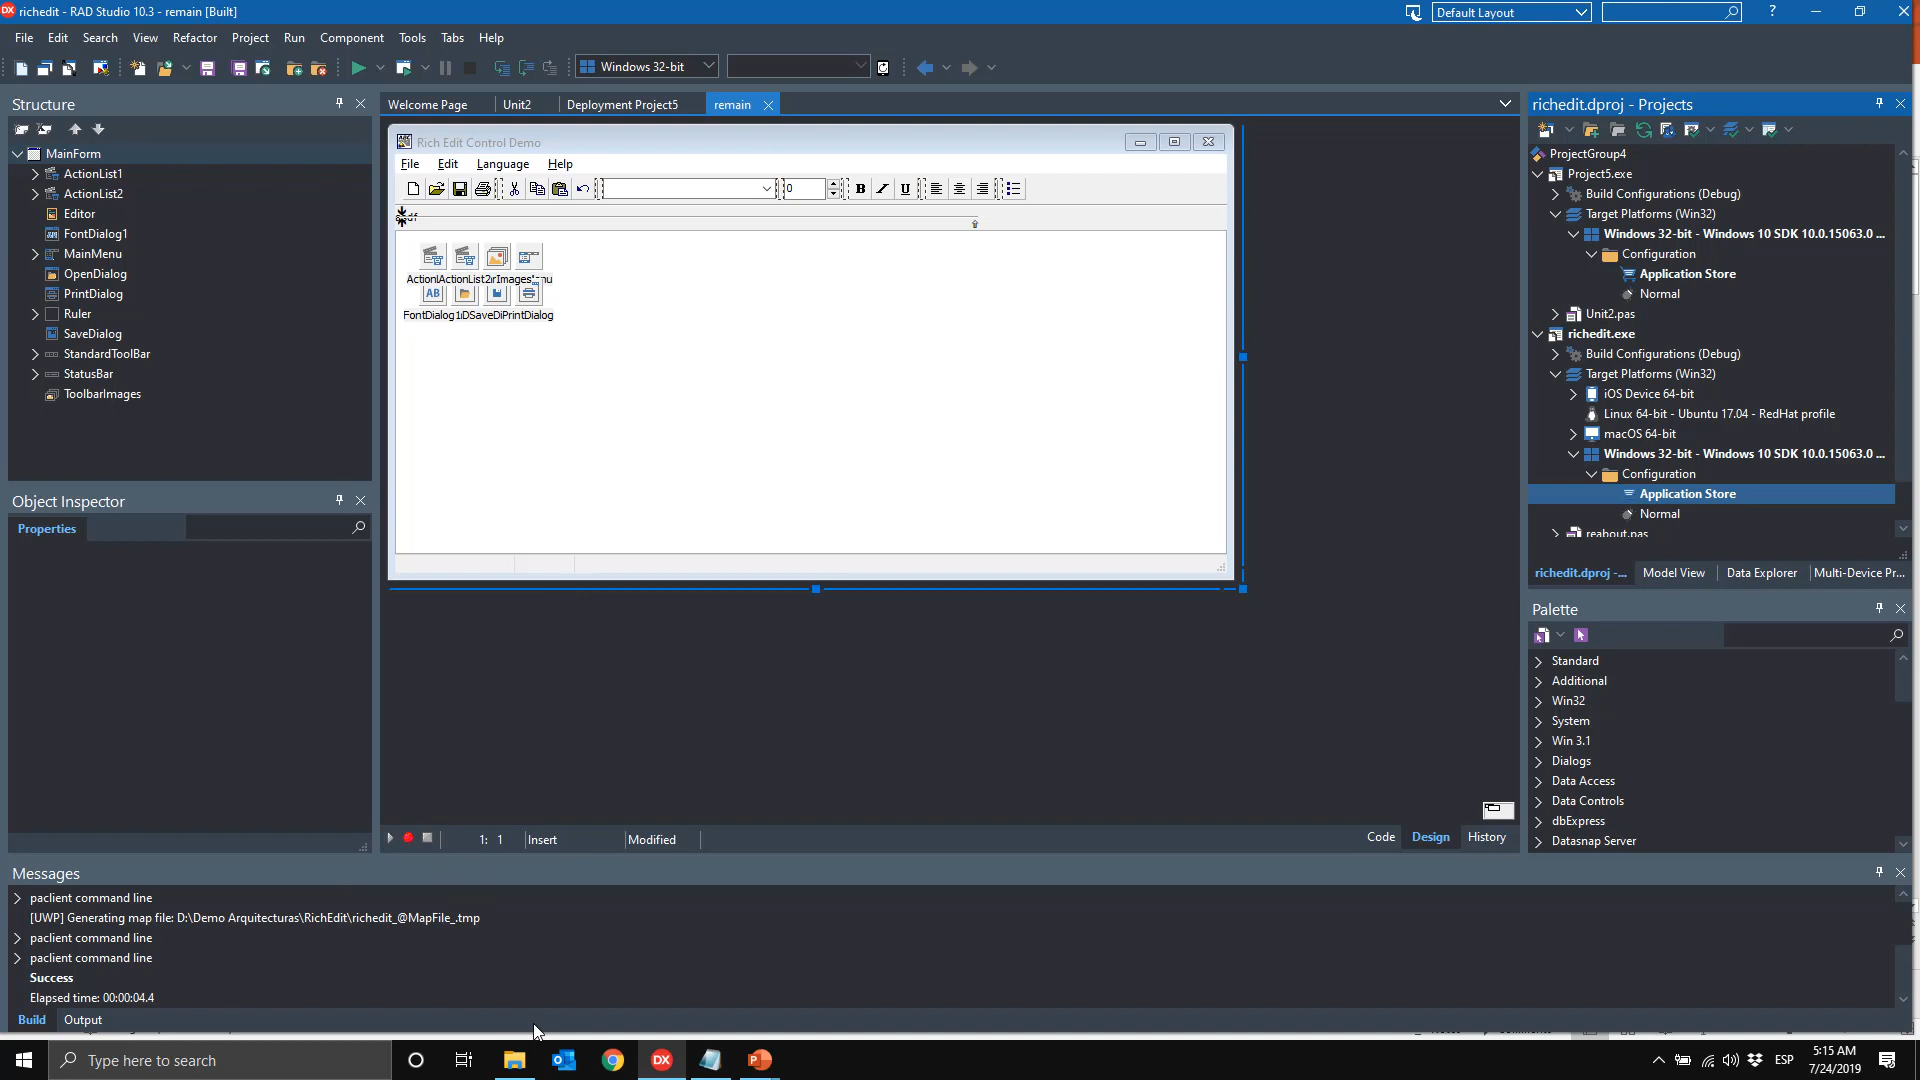 DX richedit - RAD Studio 10.3 - remain [Built]
Default Layout
File Edit Search View Refactor Project Run Component Tools Tabs Help
Windows 32-bit
Structure
MainForm
ActionList1
ActionList2
Editor
FontDialog1
MainMenu
OpenDialog
PrintDialog
Ruler
SaveDialog
StandardToolBar
StatusBar
ToolbarImages
Object Inspector
Properties
Welcome Page Unit2 Deployment Project5 remain
Rich Edit Control Demo
File Edit Language Help
0 B I U
ActionList2
FontDialog1
PrintDialog
1: 1 Insert Modified
Code Design History
richedit.dproj - Projects
ProjectGroup4
Project5.exe
Build Configurations (Debug)
Target Platforms (Win32)
Windows 32-bit - Windows 10 SDK 10.0.15063.0 ...
Configuration
Application Store
Normal
Unit2.pas
richedit.exe
Build Configurations (Debug)
Target Platforms (Win32)
iOS Device 64-bit
Linux 64-bit - Ubuntu 17.04 - RedHat profile
macOS 64-bit
Windows 32-bit - Windows 10 SDK 10.0.15063.0 ...
Configuration
Application Store
Normal
reabout.pas
richedit.dproj -... Model View Data Explorer Multi-Device Pr...
Palette
Standard
Additional
Win32
System
Win 3.1
Dialogs
Data Access
Data Controls
dbExpress
Datasnap Server
Messages
paclient command line
[UWP] Generating map file: D:\Demo Arquitecturas\RichEdit\richedit_@MapFile_.tmp
paclient command line
paclient command line
Success
Elapsed time: 00:00:04.4
Build Output
Type here to search
DX
ESP
5:15 AM
7/24/2019